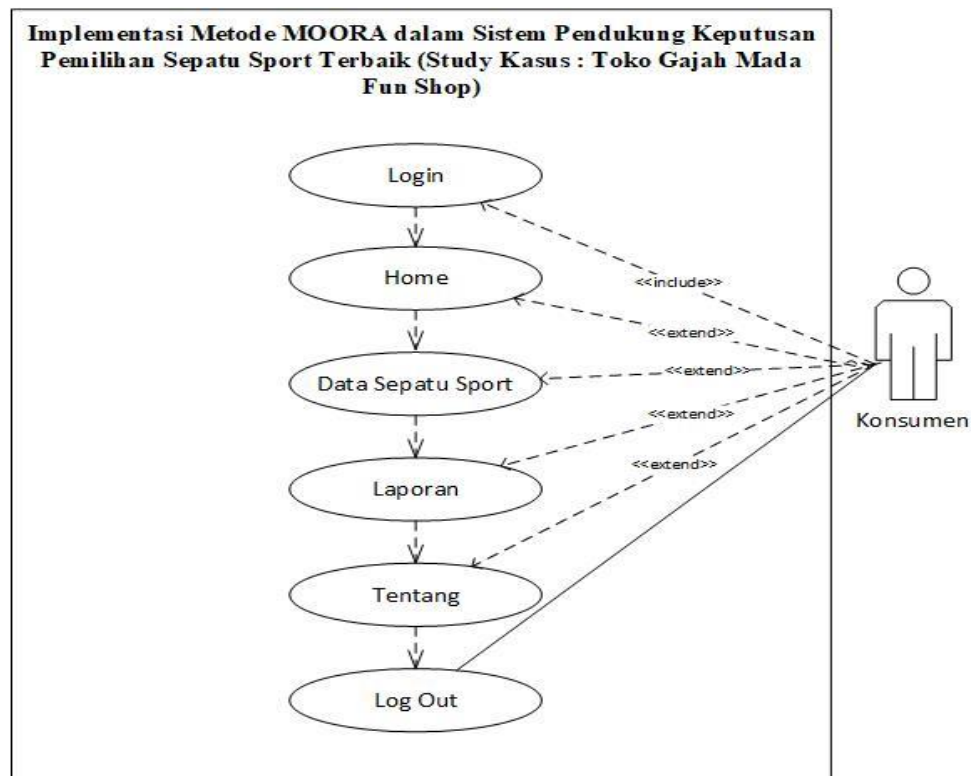 Implementasi Metode MOORA dalam Sistem Pendukung Keputusan
Pemilihan Sepatu Sport Terbaik (Study Kasus : Toko Gajah Mada
Fun Shop)
Login
<<include>>
Home
<<extend>>
Data Sepatu Sport
<<extend>>
Konsumen
<<extend>>
Laporan
<<extend>>
Tentang
Log Out